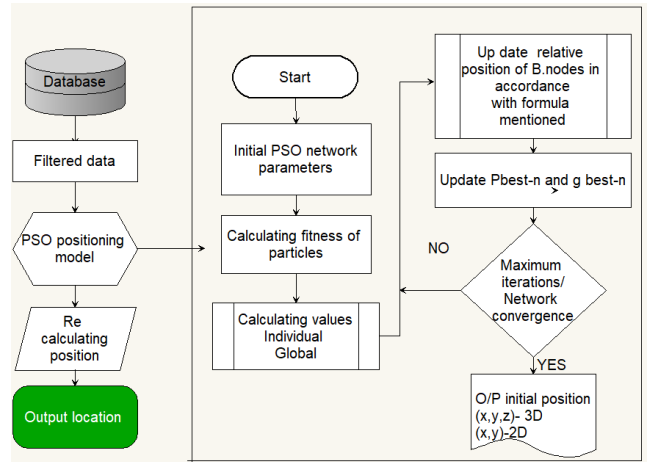 Database
Filtered data
PSO positioning
model
Re
calculating
position
Output location
Start
Initial PSO network
parameters
Calculating fitness of
particles
Calculating values
Individual
Global
Up date relative
position of B.nodes in
accordance
with formula
mentioned
Update Pbest-n and g best-n
NO
Maximum
iterations/
Network
convergence
YES
O/P initial position
(x,y,z)- 3D
(x,y)-2D